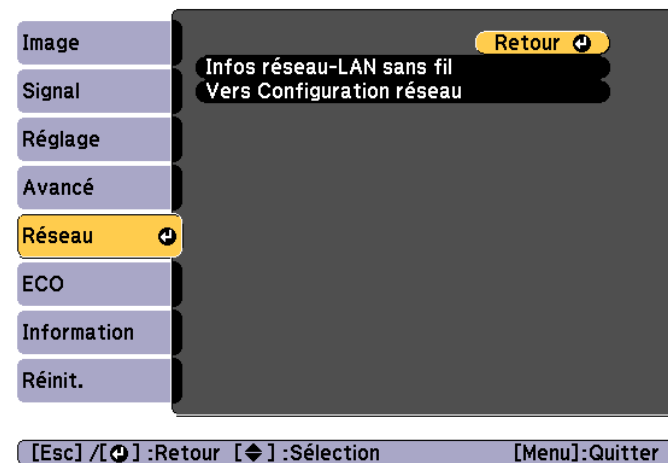 Image
Signal
Réglage
Avancé
Réseau
ECO
Information
Réinit.
Retour
Infos réseau-LAN sans fil
Vers Configuration réseau
[Esc] /[⏎] :Retour [◆] :Sélection [Menu]:Quitter